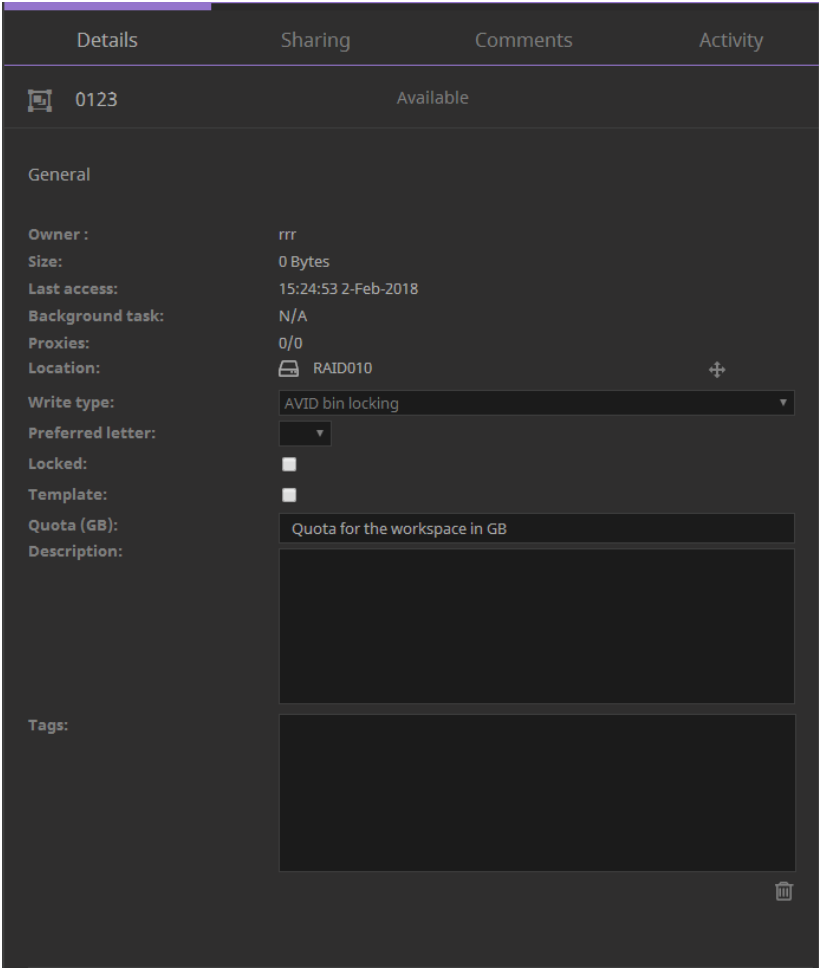 Details Sharing Comments Activity
0123 Available
General
Owner : rrr
Size: 0 Bytes
Last access: 15:24:53 2-Feb-2018
Background task: N/A
Proxies: 0/0
Location: RAID010
Write type: AVID bin locking
Preferred letter:
Locked:
Template:
Quota (GB): Quota for the workspace in GB
Description:
Tags: